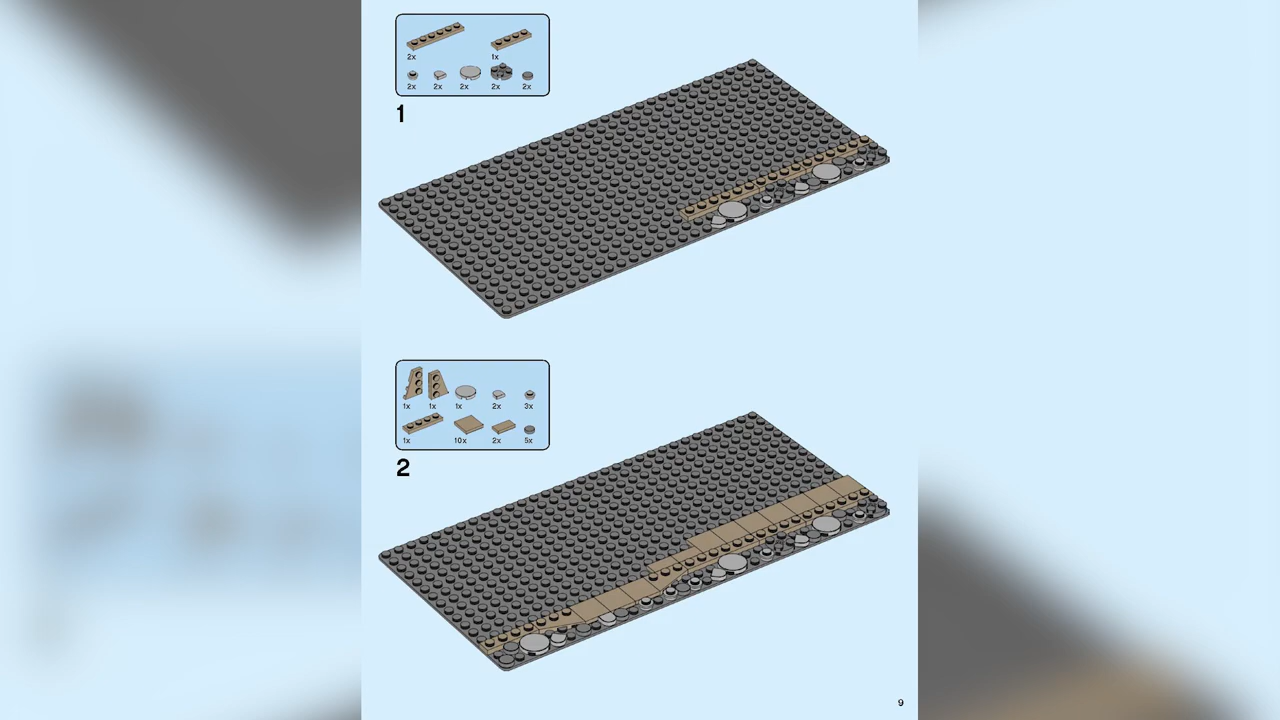 2x 1x
2x 2x 2x 2x 2x
1
1x 1x 1x 2x 3x
1x 10x 2x 5x
2
9